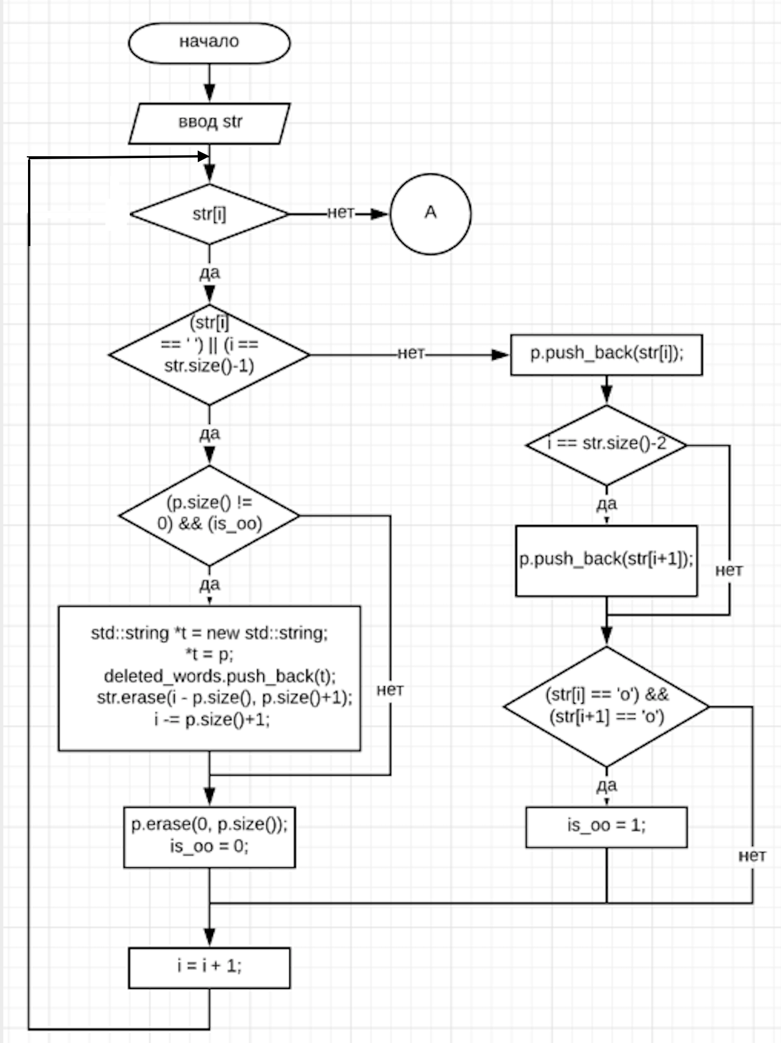 начало
ввод str
str[i]
нет
A
да
(str[i]
== ' ') || (i ==
str.size()-1)
нет
p.push_back(str[i]);
да
i == str.size()-2
(p.size() !=
0) && (is_oo)
да
p.push_back(str[i+1]);
нет
да
std::string *t = new std::string;
*t = p;
deleted_words.push_back(t);
str.erase(i - p.size(), p.size()+1);
i -= p.size()+1;
нет
(str[i] == 'o') &&
(str[i+1] == 'o')
да
p.erase(0, p.size());
is_oo = 0;
is_oo = 1;
нет
i = i + 1;